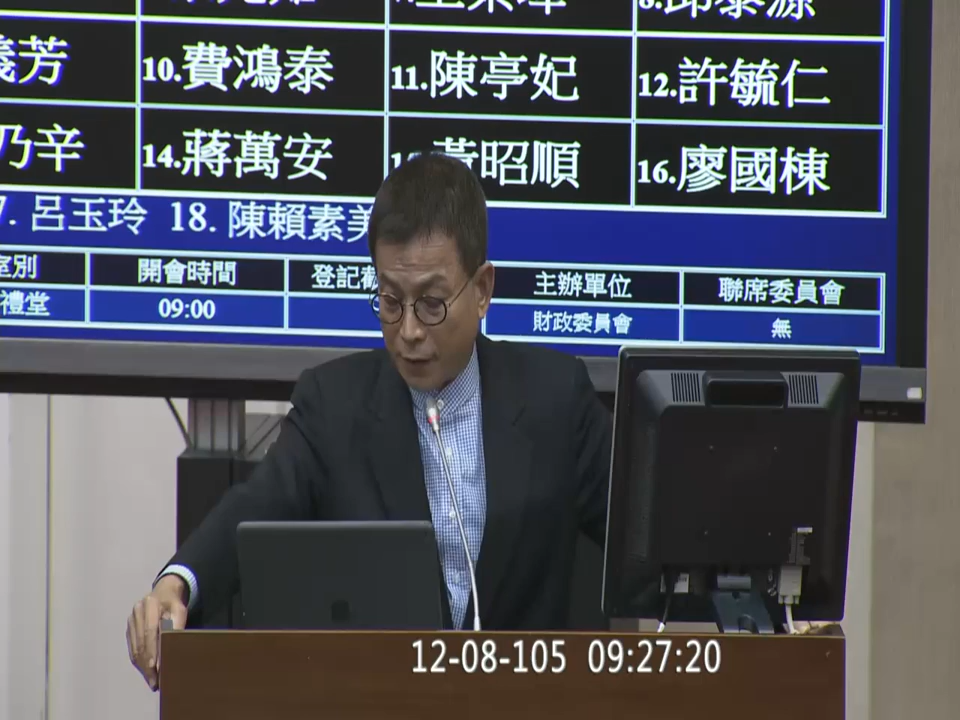 10.費鴻泰 11.陳亭妃 12.許毓仁
14.蔣萬安 黃昭順 16.廖國棟
呂玉玲 18. 陳賴素美
開會時間 登記 主辦單位 聯席委員會
禮堂 09:00 財政委員會 無
12-08-105 09:27:20